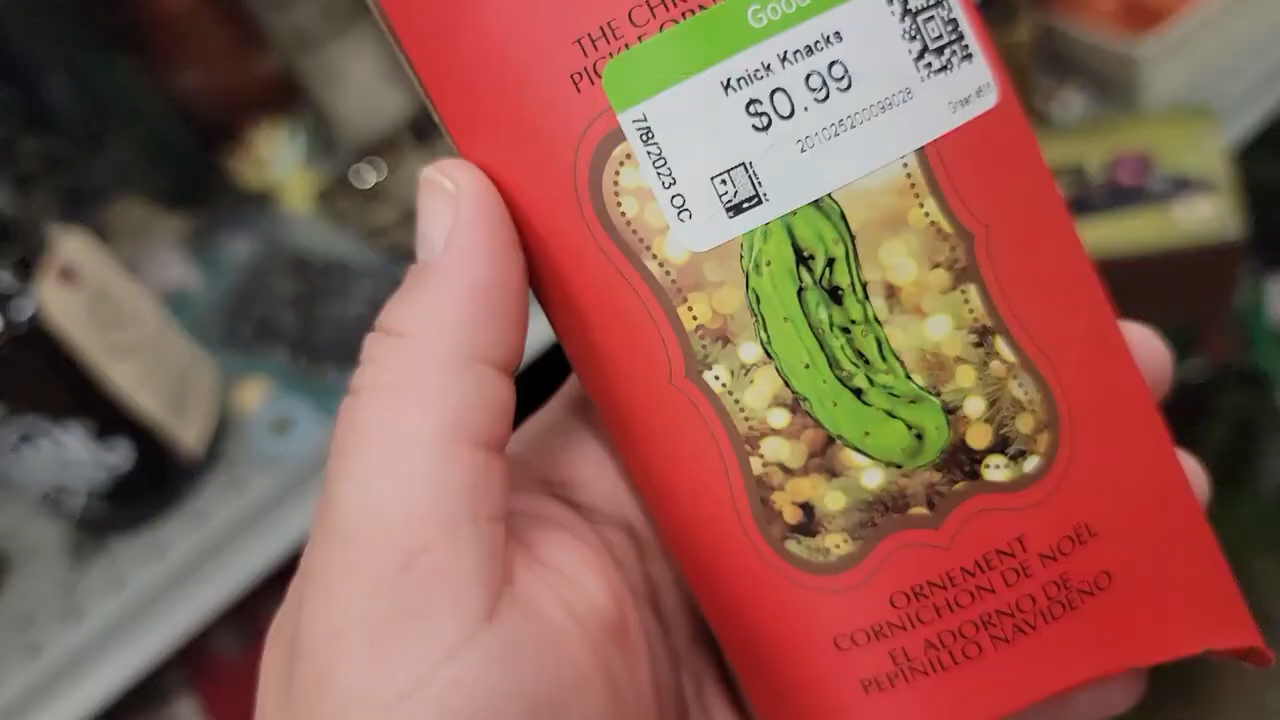 THE CHR
PICKLE ORN
Good
Knick Knacks
$0.99
201025200099028
7/8/2023 OC
ORNEMENT
CORNICHON DE NOËL
EL ADORNO DE
PEPINILLO NAVIDEÑO